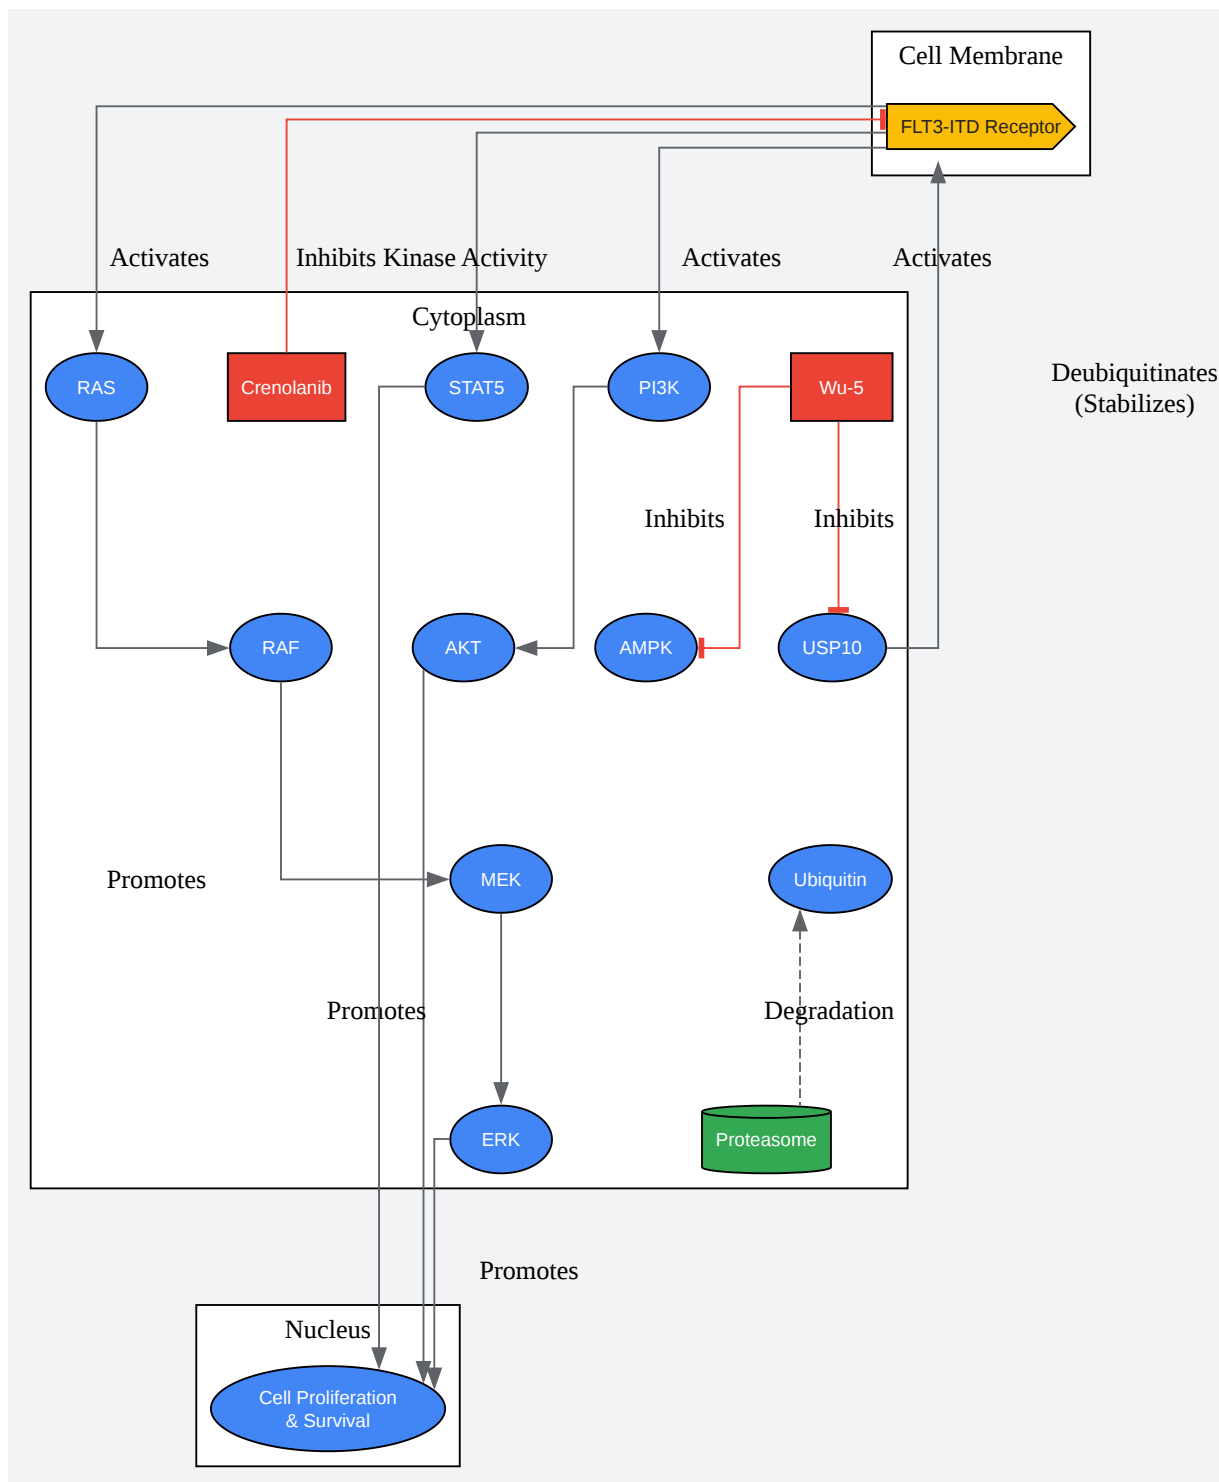 Cell Membrane
FLT3-ITD Receptor
Activates
Inhibits Kinase Activity
Activates
Activates
Cytoplasm
RAS
Crenolanib
STAT5
PI3K
Wu-5
Deubiquitinates
(Stabilizes)
Inhibits
Inhibits
RAF
AKT
AMPK
USP10
Promotes
MEK
Ubiquitin
Promotes
Degradation
ERK
Proteasome
Promotes
Nucleus
Cell Proliferation
& Survival